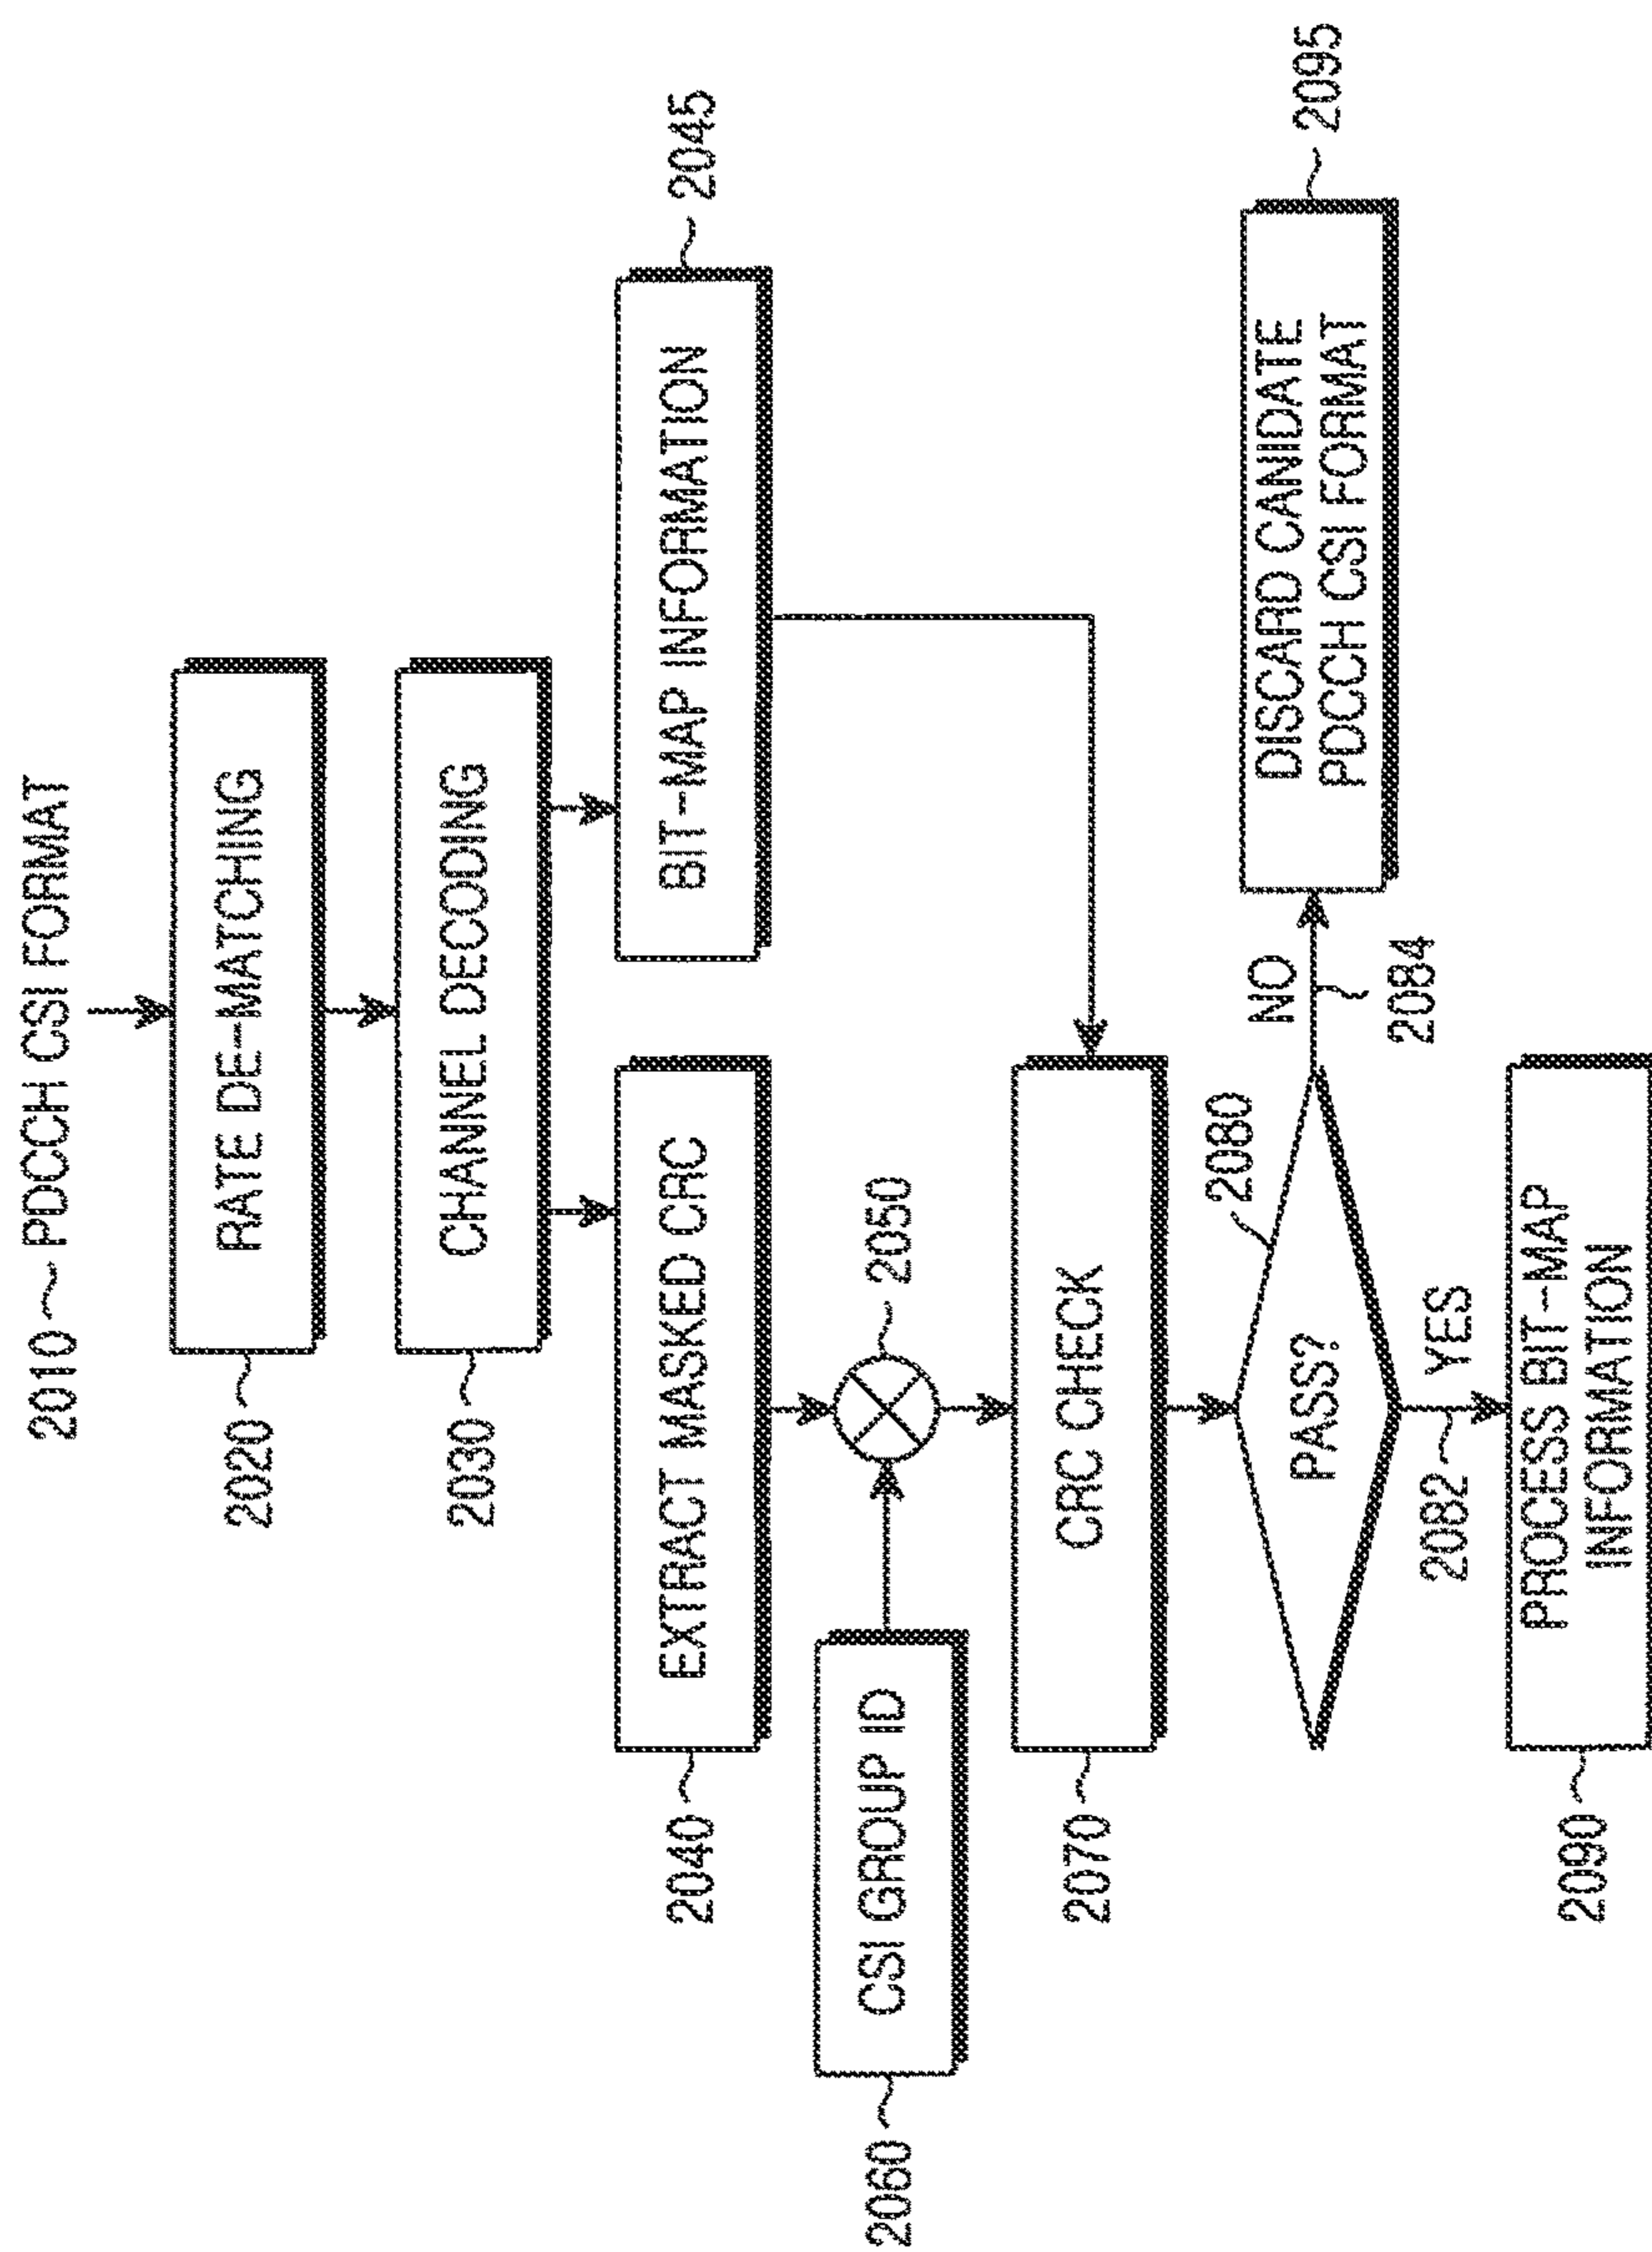 2010 PDCCH CSI FORMAT
2020
RATE DE-MATCHING
2030
CHANNEL DECODING
2040
EXTRACT MASKED CRC
BIT-MAP INFORMATION
2045
2060
CSI GROUP ID
2050
2070
CRC CHECK
2080
PASS?
NO
2084
DISCARD CANIDATE
PDCCH CSI FORMAT
2095
2082
YES
2090
PROCESS BIT-MAP
INFORMATION